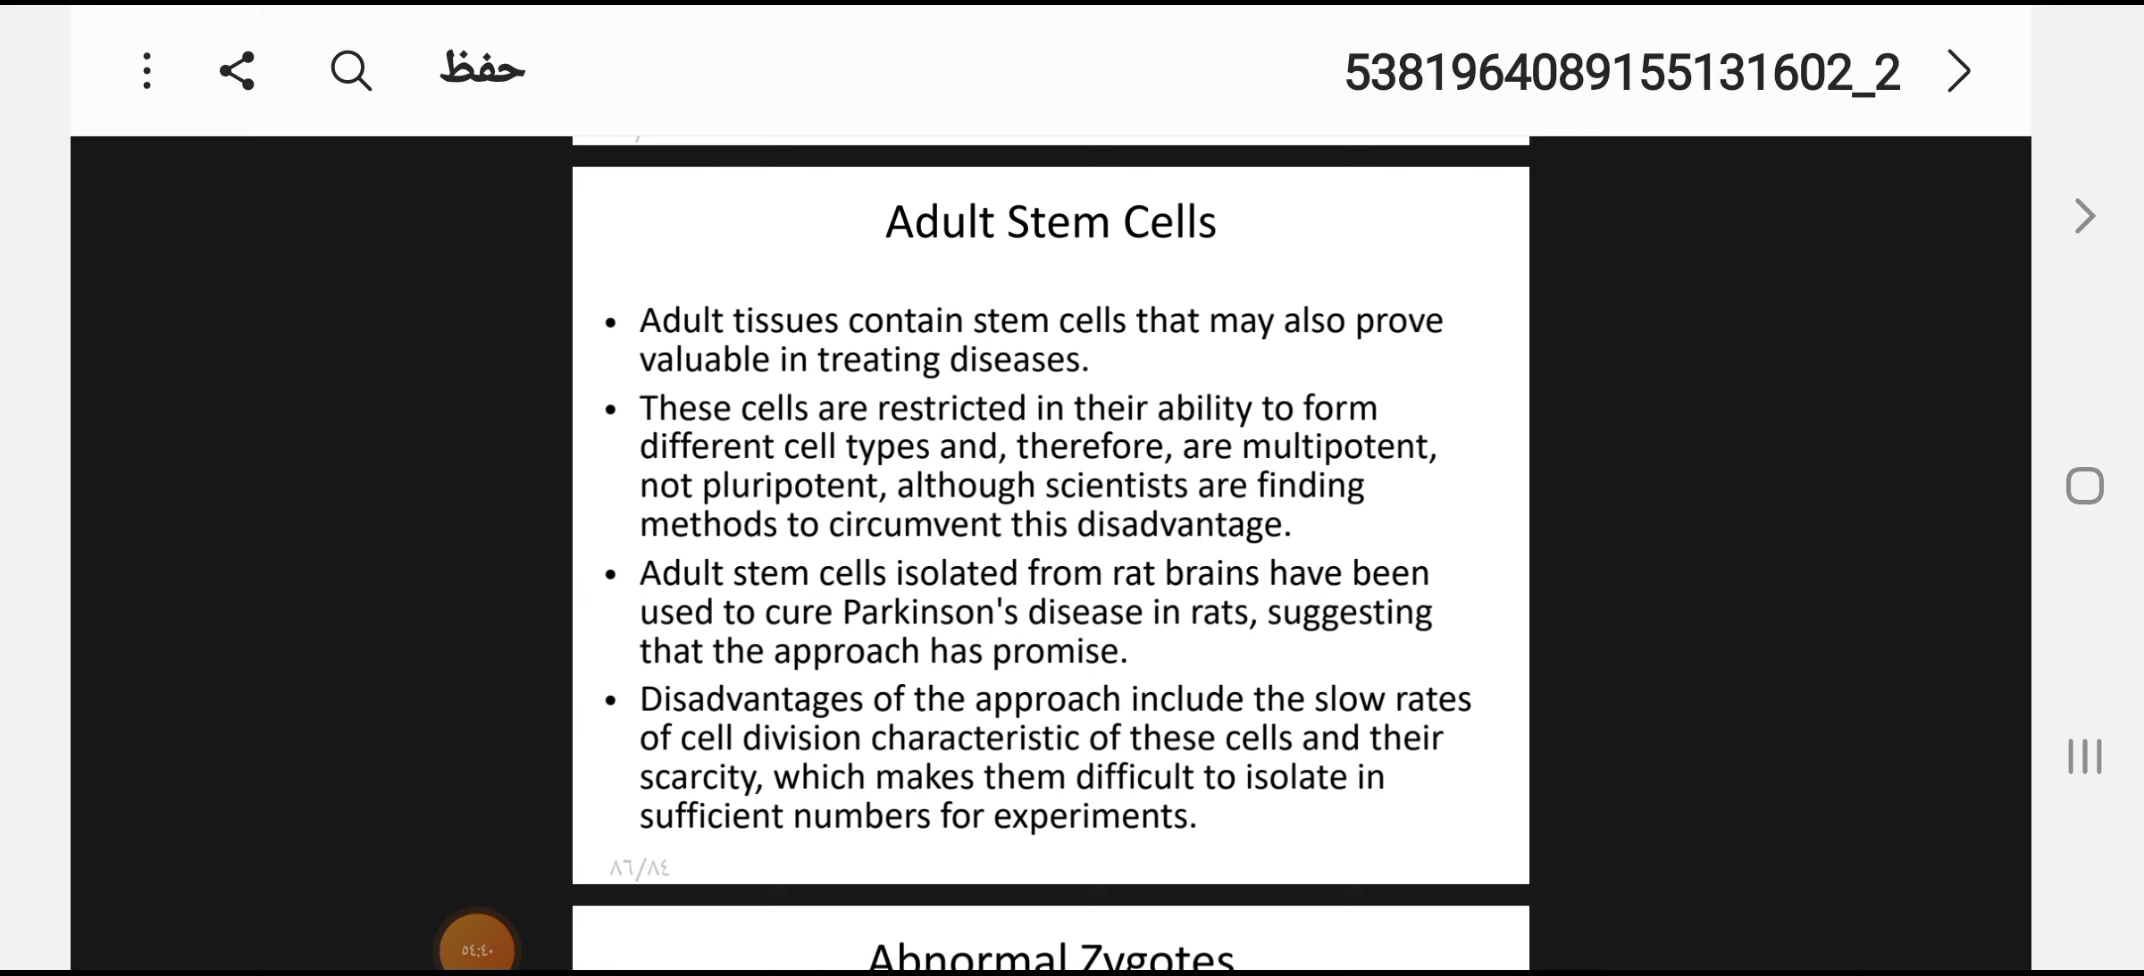 حفظ
5381964089155131602_2
Adult Stem Cells
• Adult tissues contain stem cells that may also prove
valuable in treating diseases.
• These cells are restricted in their ability to form
different cell types and, therefore, are multipotent,
not pluripotent, although scientists are finding
methods to circumvent this disadvantage.
• Adult stem cells isolated from rat brains have been
used to cure Parkinson's disease in rats, suggesting
that the approach has promise.
• Disadvantages of the approach include the slow rates
of cell division characteristic of these cells and their
scarcity, which makes them difficult to isolate in
sufficient numbers for experiments.
٨٦/٨٤
٥٤:٤٠
Abnormal Zygotes